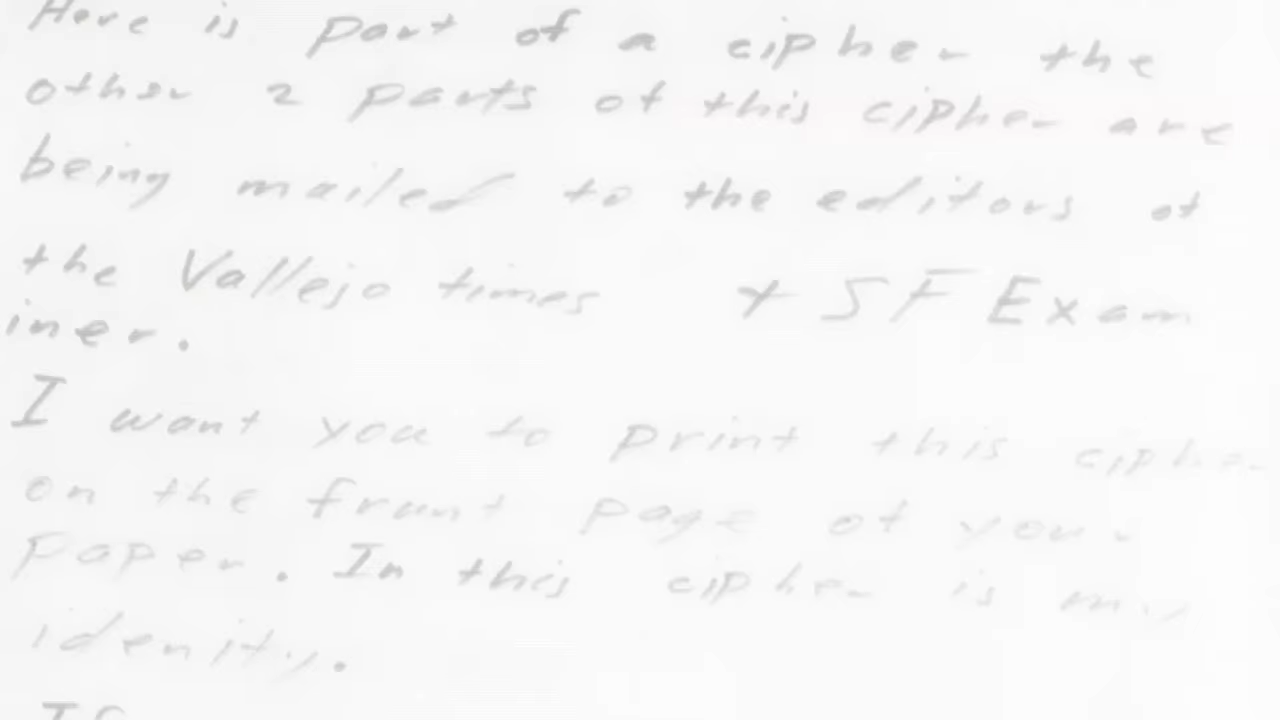 Here is part of a cipher the
other 2 parts of this cipher are
being mailed to the editors of
the Vallejo times + SF Exam
iner.
I want you to print this cipher
on the frunt page of your
paper. In this cipher is my
idenity.
If